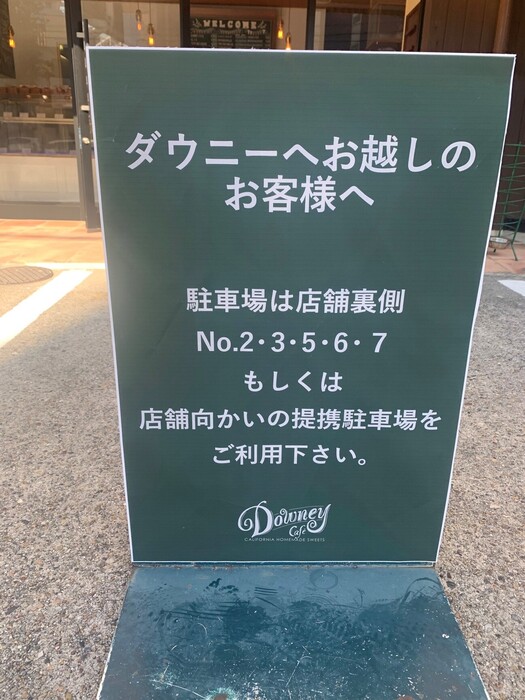 WELCOME
ダウニーへお越しの
お客様へ
駐車場は店舗裏側
No.2･3･5･6･ 7
もしくは
店舗向かいの提携駐車場を
ご利用下さい。
Downey
Cafe
CALIFORNIA HOMEMADE SWEETS